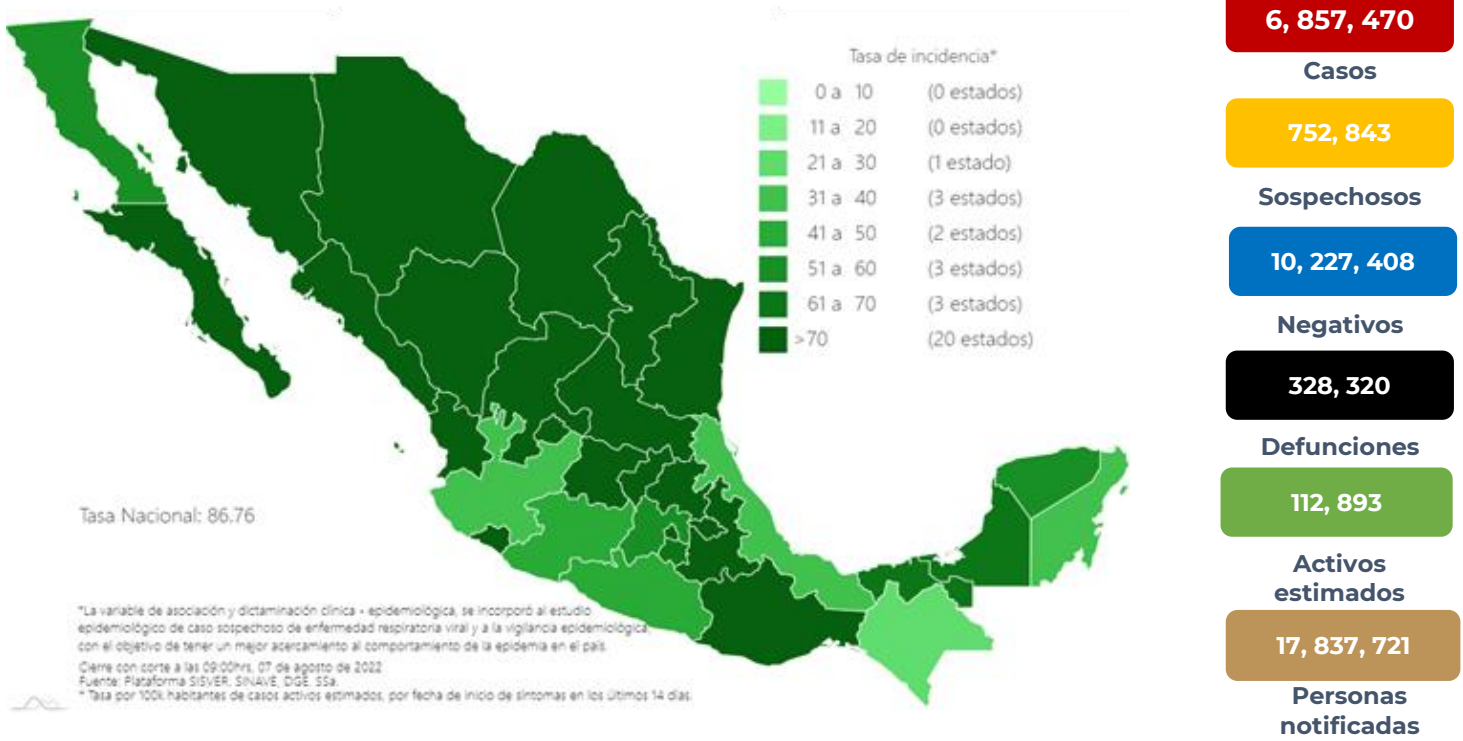 Tasa de incidencia*
0 a 10 (0 estados)
11 a 20 (0 estados)
21 a 30 (1 estado)
31 a 40 (3 estados)
41 a 50 (2 estados)
51 a 60 (3 estados)
61 a 70 (3 estados)
>70 (20 estados)
Tasa Nacional: 86.76
*La variable de asociación y dictaminación clínica - epidemiológica, se incorporó al estudio
epidemiológico de caso sospechoso de enfermedad respiratoria viral y a la vigilancia epidemiológica,
con el objetivo de tener un mejor acercamiento al comportamiento de la epidemia en el país.
Cierre con corte a las 09:00hrs, 07 de agosto de 2022
Fuente: Plataforma SISVER, SINAVE, DGE, SSa.
* Tasa por 100k habitantes de casos activos estimados, por fecha de inicio de síntomas en los últimos 14 días.
6, 857, 470
Casos
752, 843
Sospechosos
10, 227, 408
Negativos
328, 320
Defunciones
112, 893
Activos
estimados
17, 837, 721
Personas
notificadas